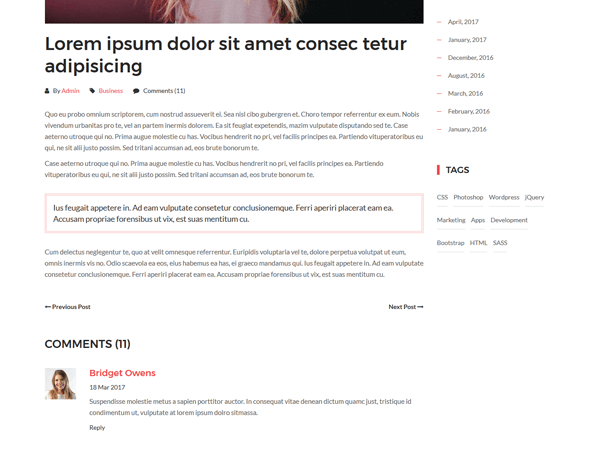 Lorem ipsum dolor sit amet consec tetur
adipisicing
By Admin Business Comments (11)
Quo eu probo omnium scriptorem, cum nostrud assueverit ei. Sea nisl cibo gubergren et. Choro tempor referrentur ex eum. Nobis
vivendum urbanitas pro te, vel an partem inermis dolorem. Ea sit feugiat expetendis, mazim vulputate disputando sed te. Case
aeterno utroque qui no. Prima augue molestie cu has. Vocibus hendrerit no pri, vel facilis principes ea. Partiendo vituperatoribus eu
qui, ne sit alii justo possim. Sed tritani accumsan ad, eos brute bonorum te.
Case aeterno utroque qui no. Prima augue molestie cu has. Vocibus hendrerit no pri, vel facilis principes ea. Partiendo
vituperatoribus eu qui, ne sit alii justo possim. Sed tritani accumsan ad, eos brute bonorum te.
Ius feugait appetere in. Ad eam vulputate consetetur conclusionemque. Ferri aperiri placerat eam ea.
Accusam propriae forensibus ut vix, est suas mentitum cu.
Cum delectus neglegentur te, quo at velit omnesque referrentur. Euripidis voluptaria vel te, dolore perpetua volutpat ut eum,
omnis inermis vis no. Odio scaevola ea eos, eius habemus ea has, ei graeco mandamus qui. Ius feugait appetere in. Ad eam vulputate
consetetur conclusionemque. Ferri aperiri placerat eam ea. Accusam propriae forensibus ut vix, est suas mentitum cu.
Previous Post
Next Post
COMMENTS (11)
Bridget Owens
18 Mar 2017
Suspendisse molestie metus a sapien porttitor auctor. In consequat vitae denean dictum quamc just, tristique id
condimentum ut, vulputate at lorem ipsum dolro sitmassa.
Reply
April, 2017
January, 2017
December, 2016
August, 2016
March, 2016
February, 2016
January, 2016
TAGS
CSS Photoshop Wordpress jQuery
Marketing Apps Development
Bootstrap HTML SASS